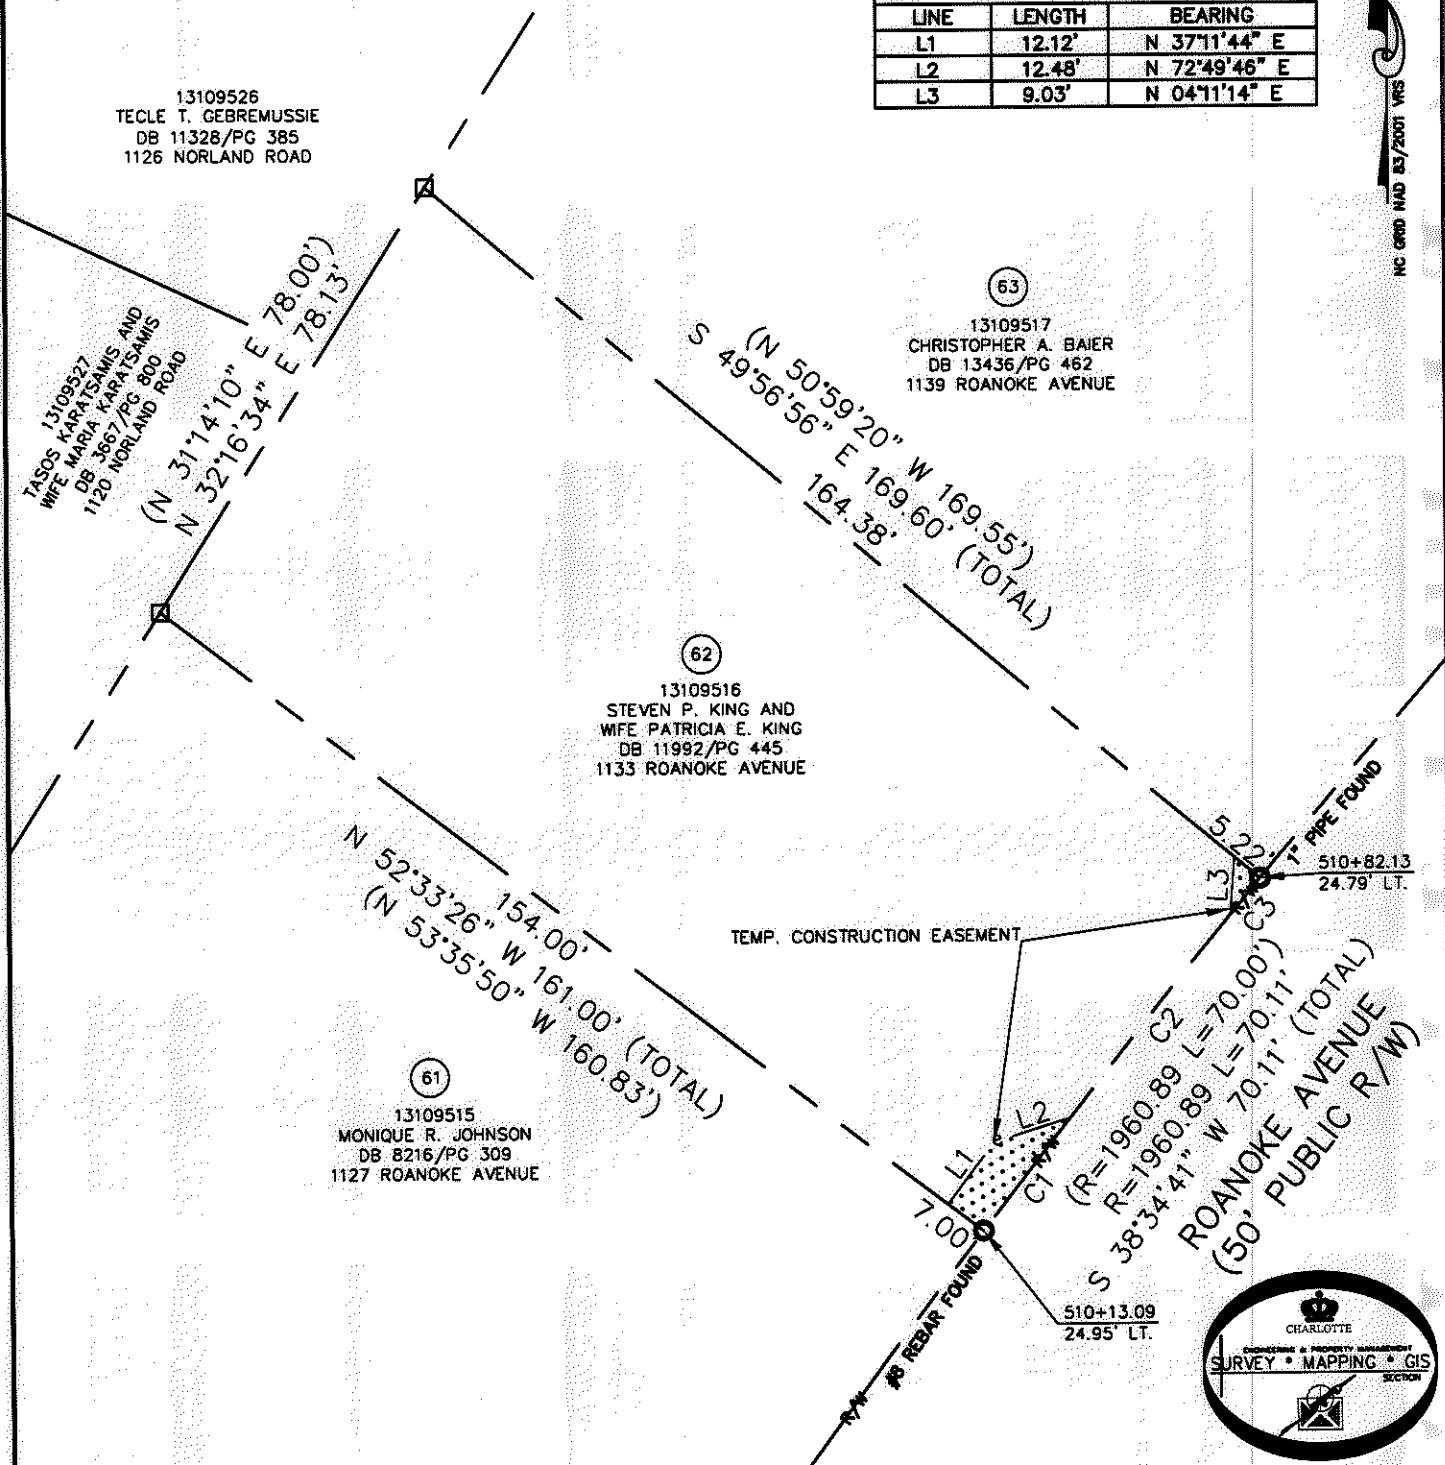 LINE LENGTH BEARING
L1 12.12' N 37°11'44" E
L2 12.48' N 72°49'46" E
L3 9.03' N 04°11'14" E
NC GRID NAD 83/2001 VRS
13109526
TECLE T. GEBREMUSSIE
DB 11328/PG 385
1126 NORLAND ROAD
13109527
TASOS KARATSAMIS AND
WIFE MARIA KARATSAMIS
DB 3667/PG 800
1120 NORLAND ROAD
(N 31°14'10" E 78.00')
N 32°16'34" E 78.13'
63
13109517
CHRISTOPHER A. BAIER
DB 13436/PG 462
1139 ROANOKE AVENUE
(N 50°59'20" W 169.55')
S 49°56'56" E 169.60' (TOTAL)
164.38'
62
13109516
STEVEN P. KING AND
WIFE PATRICIA E. KING
DB 11992/PG 445
1133 ROANOKE AVENUE
154.00'
N 52°33'26" W 161.00' (TOTAL)
(N 53°35'50" W 160.83')
5.22'
1" PIPE FOUND
510+82.13
24.79' LT.
L3
R/W
C3
TEMP. CONSTRUCTION EASEMENT
C2
(R=1960.89 L=70.00')
R=1960.89 L=70.11'
S 38°34'41" W 70.11' (TOTAL)
ROANOKE AVENUE
(50' PUBLIC R/W)
61
13109515
MONIQUE R. JOHNSON
DB 8216/PG 309
1127 ROANOKE AVENUE
L1
L2
R/W
C1
7.00'
510+13.09
24.95' LT.
#8 REBAR FOUND
R/W
CHARLOTTE
ENGINEERING & PROPERTY MANAGEMENT
SURVEY • MAPPING • GIS
SECTION